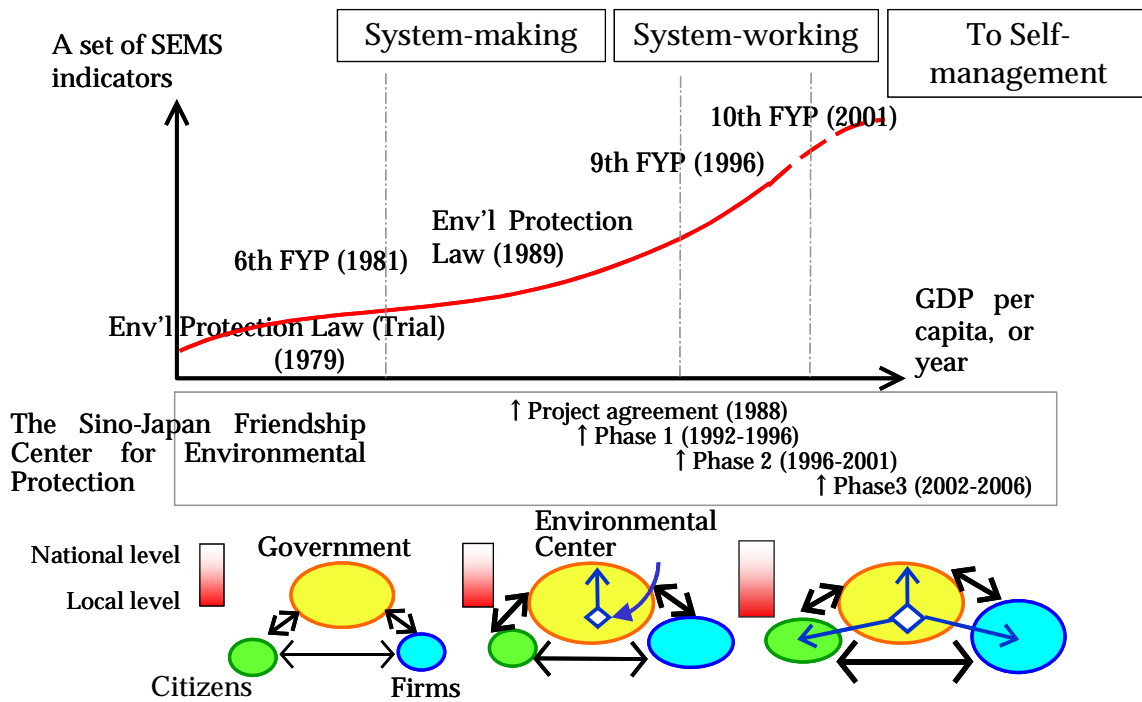 System-making
System-working
To Self-
management
A set of SEMS
indicators
10th FYP (2001)
9th FYP (1996)
Env'l Protection
Law (1989)
6th FYP (1981)
Env'l Protection Law (Trial)
(1979)
GDP per
capita, or
year
The Sino-Japan Friendship
Center for Environmental
Protection
↑ Project agreement (1988)
↑ Phase 1 (1992-1996)
↑ Phase 2 (1996-2001)
↑ Phase3 (2002-2006)
National level
Local level
Government
Environmental
Center
Citizens
Firms